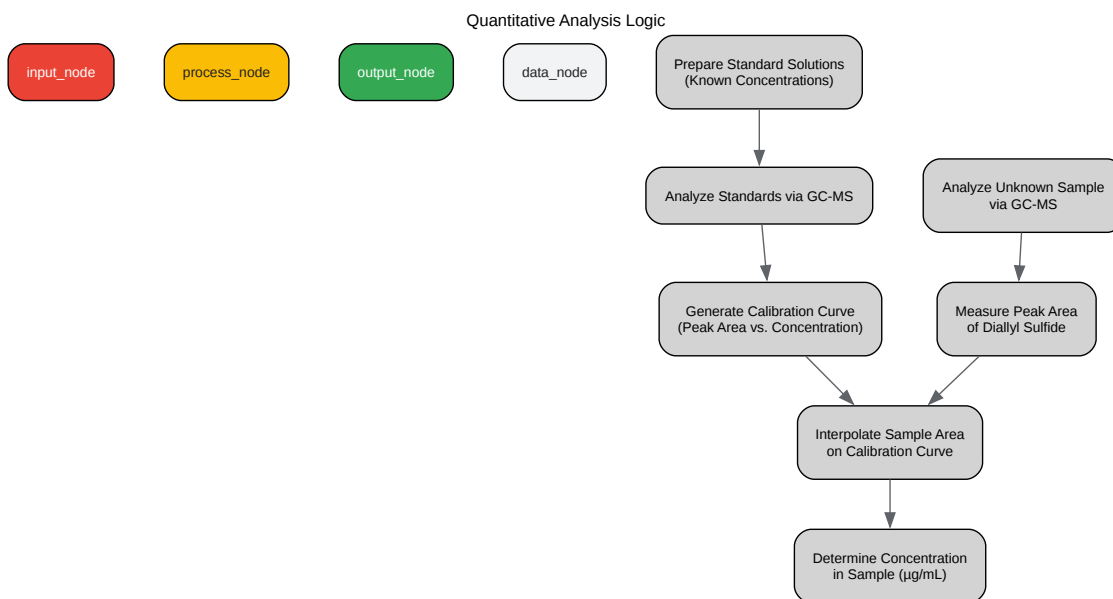 Quantitative Analysis Logic
input_node
process_node
output_node
data_node
Prepare Standard Solutions
(Known Concentrations)
Analyze Standards via GC-MS
Analyze Unknown Sample
via GC-MS
Generate Calibration Curve
(Peak Area vs. Concentration)
Measure Peak Area
of Diallyl Sulfide
Interpolate Sample Area
on Calibration Curve
Determine Concentration
in Sample (µg/mL)